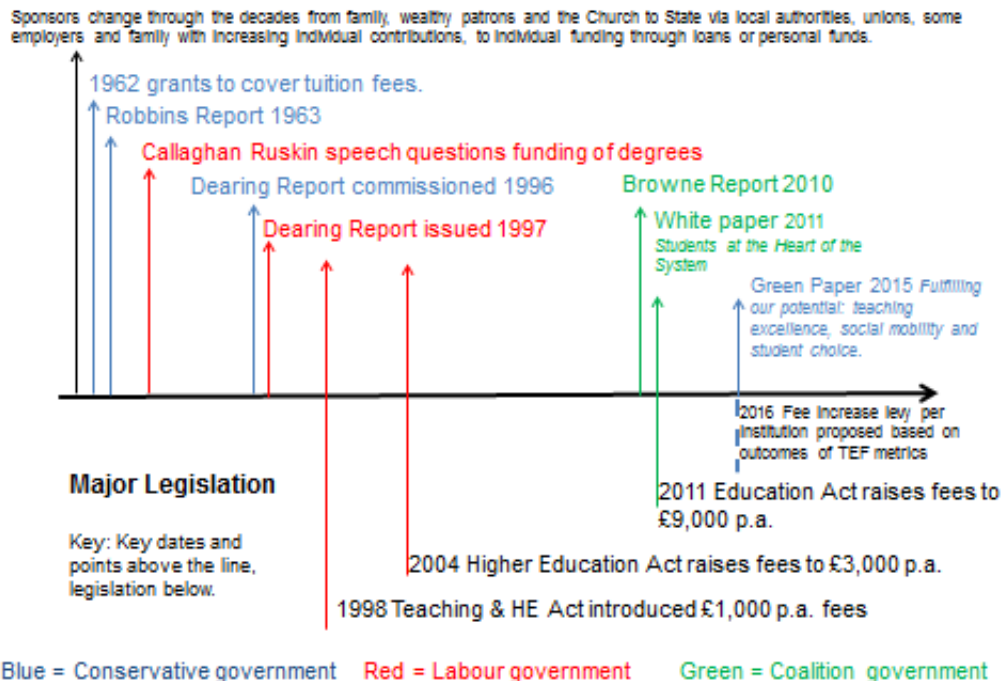 Sponsors change through the decades from family, wealthy patrons and the Church to State via local authorities, unions, some
employers and family with increasing individual contributions, to individual funding through loans or personal funds.
1962 grants to cover tuition fees.
Robbins Report 1963
Callaghan Ruskin speech questions funding of degrees
Dearing Report commissioned 1996
Browne Report 2010
Dearing Report issued 1997
White paper 2011
Students at the Heart of the
System
Green Paper 2015 Fulfilling
our potential: teaching
excellence, social mobility and
student choice.
2016 Fee increase levy per
institution proposed based on
outcomes of TEF metrics
Major Legislation
2011 Education Act raises fees to
£9,000 p.a.
Key: Key dates and
points above the line,
legislation below.
2004 Higher Education Act raises fees to £3,000 p.a.
1998 Teaching & HE Act introduced £1,000 p.a. fees
Blue = Conservative government Red = Labour government Green = Coalition government